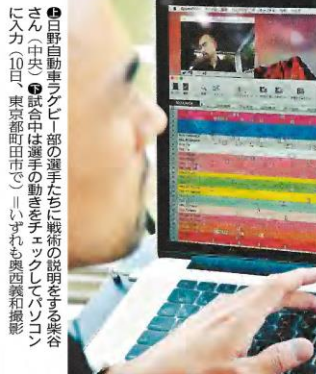 ㊤日野自動車ラグビー部の選手たちに戦術の説明をする柴谷
さん（中央）㊦試合中は選手の動きをチェックしてパソコン
に入力（10日、東京都町田市で）＝いずれも奥西義和撮影